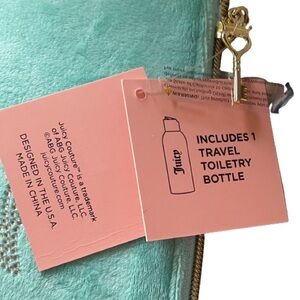 Juicy Couture™ is a trademark
of ABG Juicy Couture, LLC.
©ABG Juicy Couture, LLC.
juicycouture.com
DESIGNED IN THE U.S.A.
MADE IN CHINA
INCLUDES 1
TRAVEL
TOILETRY
BOTTLE
Juicy